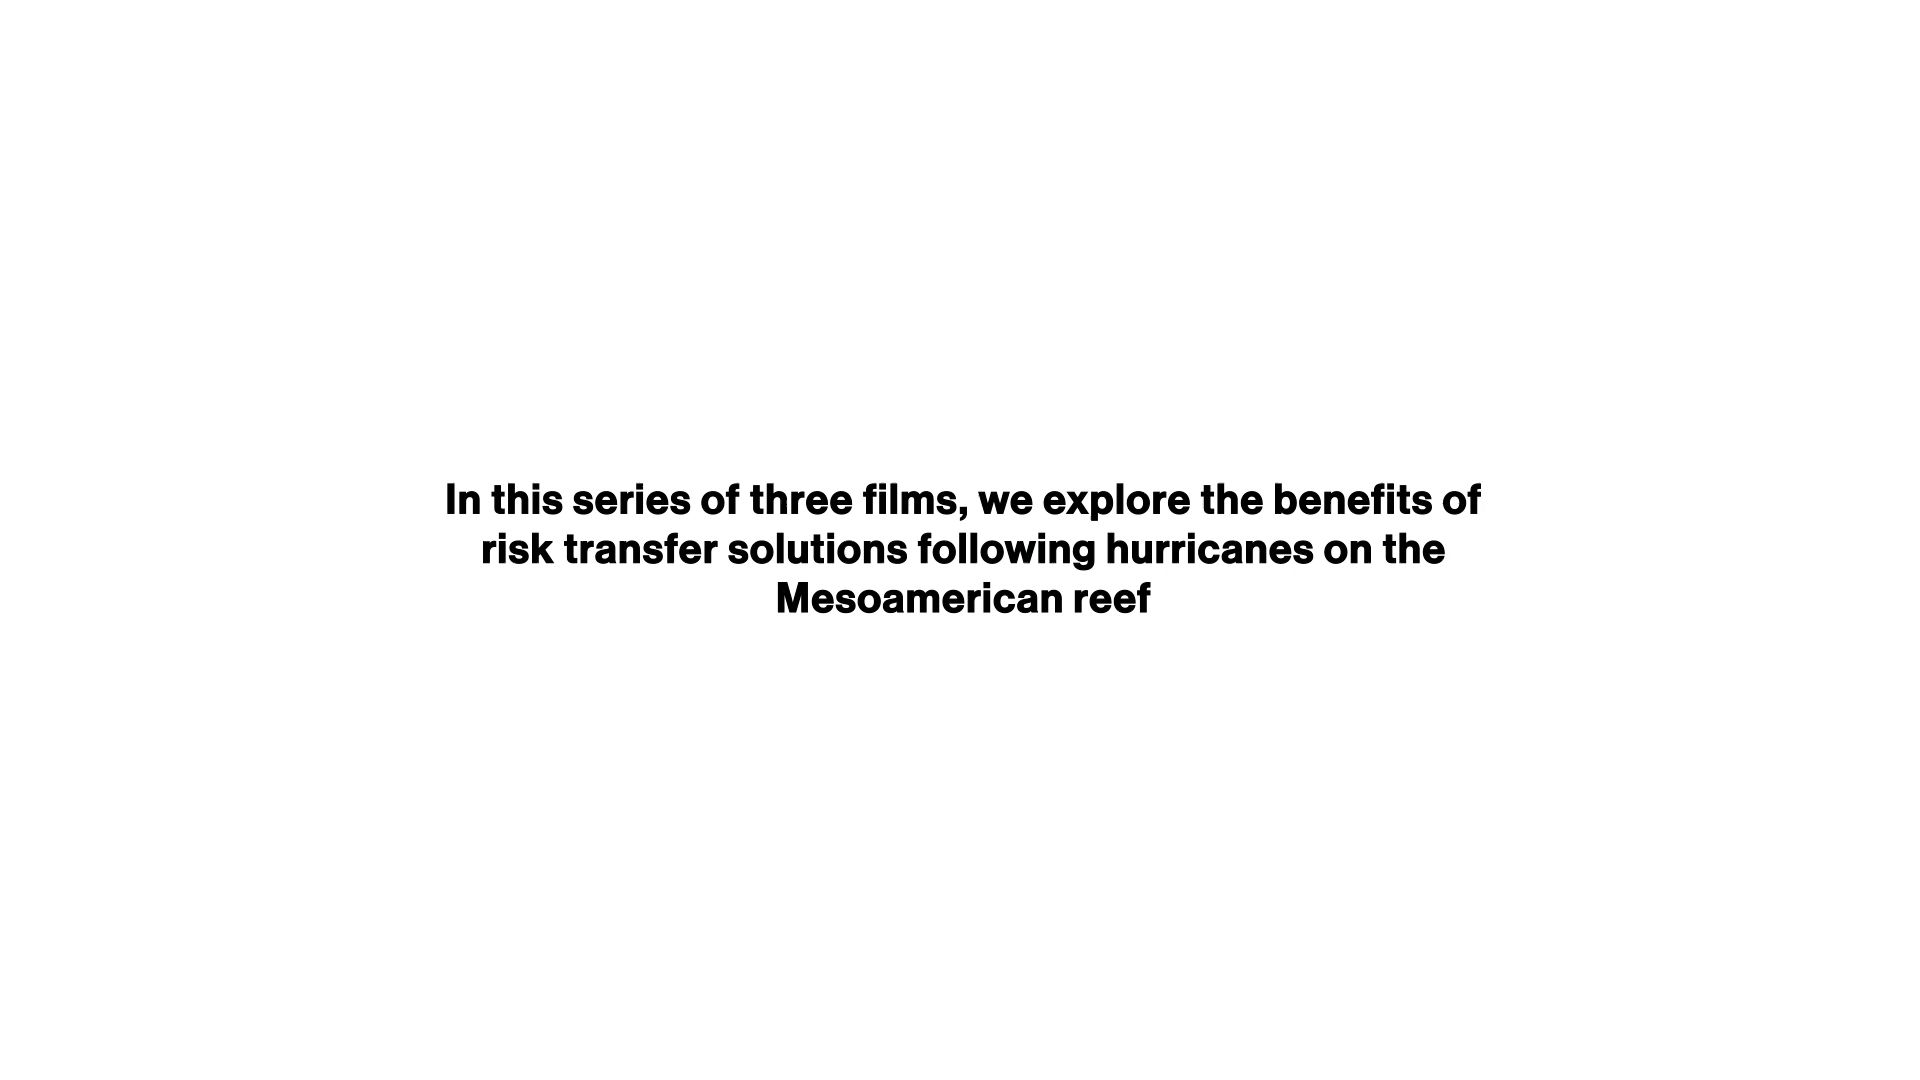 In this series of three films, we explore the benefits of
risk transfer solutions following hurricanes on the
Mesoamerican reef